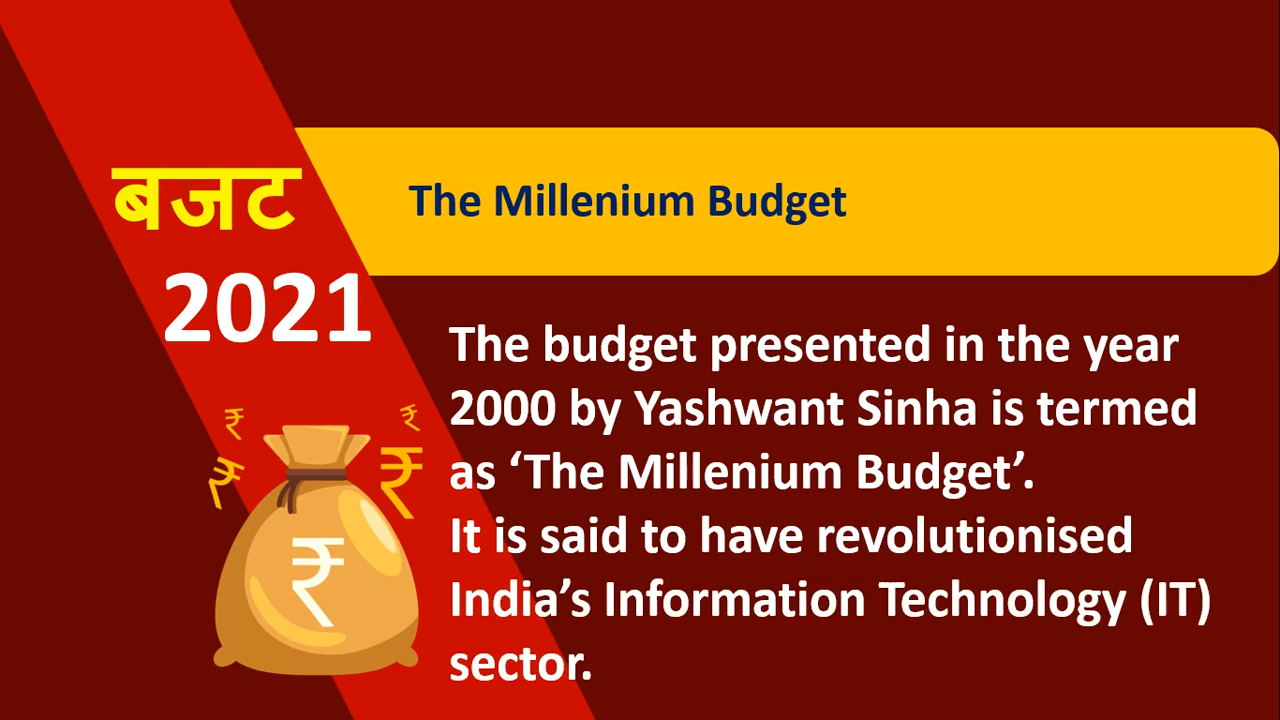 बजट
2021
The Millenium Budget
The budget presented in the year
2000 by Yashwant Sinha is termed
as ‘The Millenium Budget’.
It is said to have revolutionised
India’s Information Technology (IT)
sector.
₹
₹
₹
₹
₹